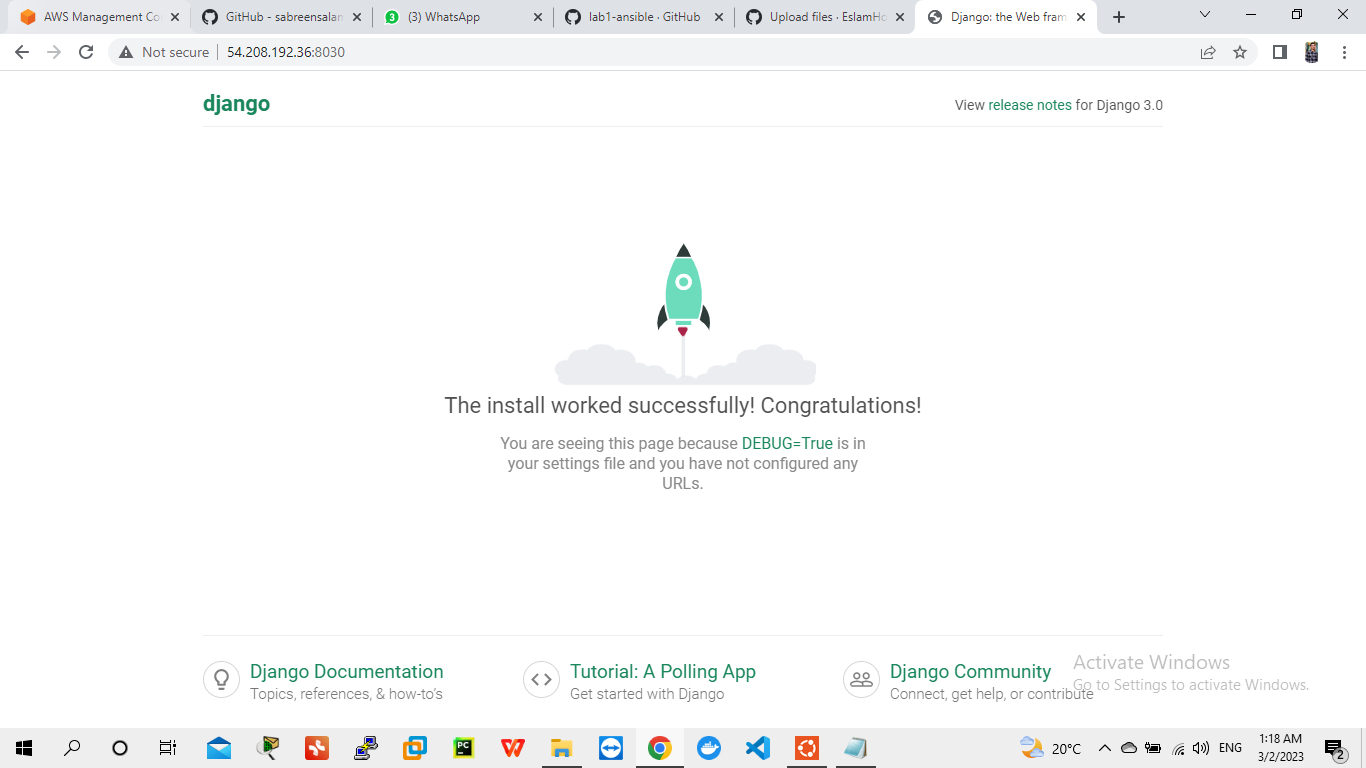 AWS Management Co
GitHub - sabreensalan
3
(3) WhatsApp
lab1-ansible · GitHub
Upload files · EslamHo
Django: the Web fram
Not secure
54.208.192.36:8030
django
View release notes for Django 3.0
The install worked successfully! Congratulations!
You are seeing this page because DEBUG=True is in
your settings file and you have not configured any
URLs.
Django Documentation
Topics, references, & how-to's
Tutorial: A Polling App
Get started with Django
Django Community
Connect, get help, or contribute
Activate Windows
Go to Settings to activate Windows.
PC
20°C
ENG
1:18 AM
3/2/2023
2